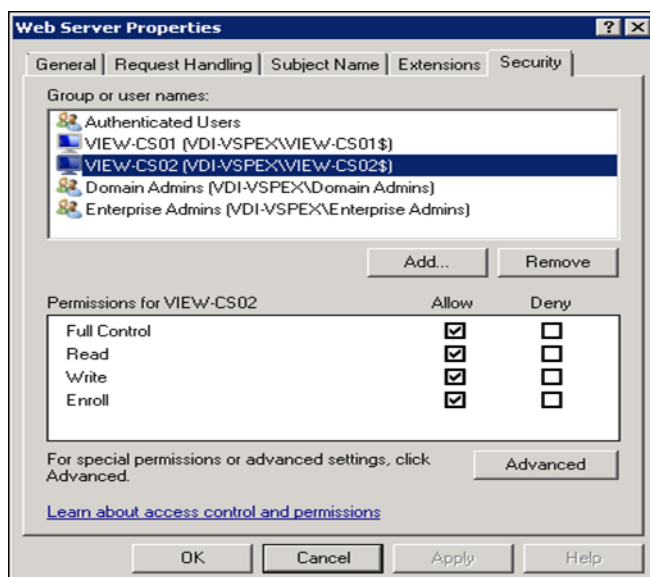 Web Server Properties
General Request Handling Subject Name Extensions Security
Group or user names:
Authenticated Users
VIEW-CS01 (VDI-VSPEX\VIEW-CS01$)
VIEW-CS02 (VDI-VSPEX\VIEW-CS02$)
Domain Admins (VDI-VSPEX\Domain Admins)
Enterprise Admins (VDI-VSPEX\Enterprise Admins)
Add... Remove
Permissions for VIEW-CS02 Allow Deny
Full Control
Read
Write
Enroll
For special permissions or advanced settings, click
Advanced.
Advanced
Learn about access control and permissions
OK Cancel Apply Help